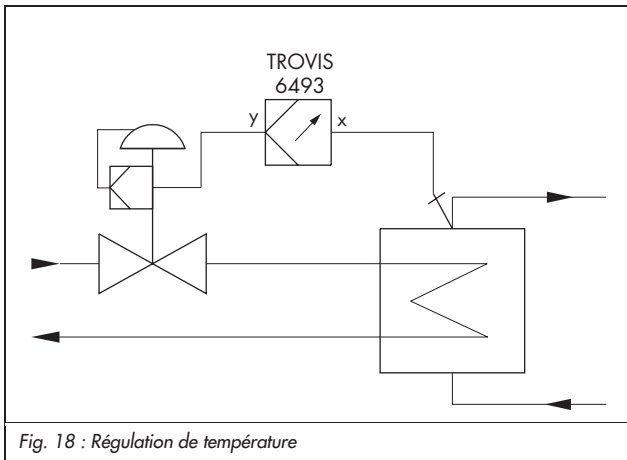 TROVIS
6493
y
x
Fig. 18 : Régulation de température